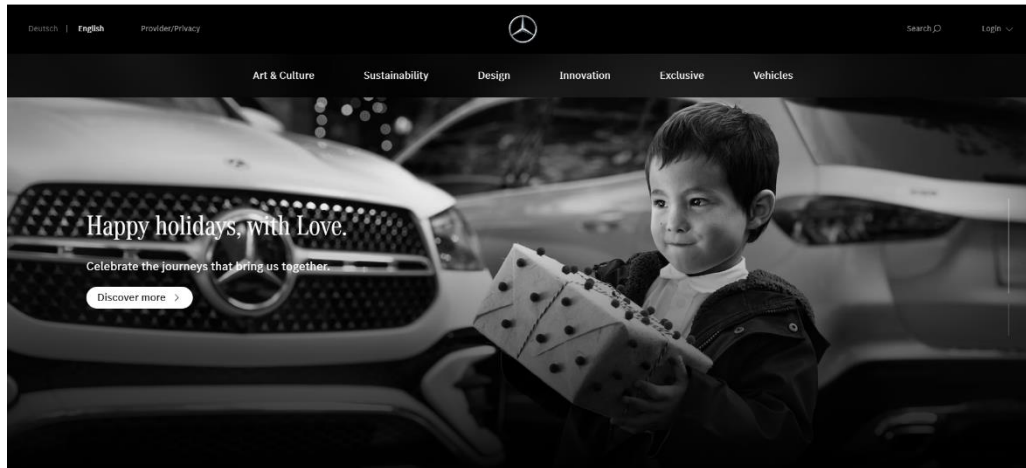 Deutsch | English Provider/Privacy Search Login
Art & Culture Sustainability Design Innovation Exclusive Vehicles
Happy holidays, with Love.
Celebrate the journeys that bring us together.
Discover more >